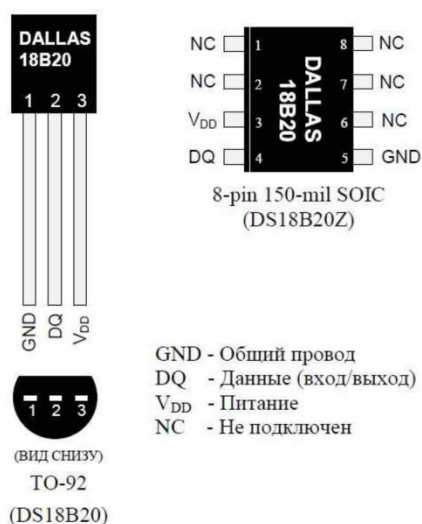 DALLAS
18B20
1 2 3
GND DQ VDD
1 2 3
(ВИД СНИЗУ)
TO-92
(DS18B20)
NC 1 8 NC
NC 2 7 NC
VDD 3 6 NC
DQ 4 5 GND
DALLAS
18B20
8-pin 150-mil SOIC
(DS18B20Z)
GND - Общий провод
DQ - Данные (вход/выход)
VDD - Питание
NC - Не подключен